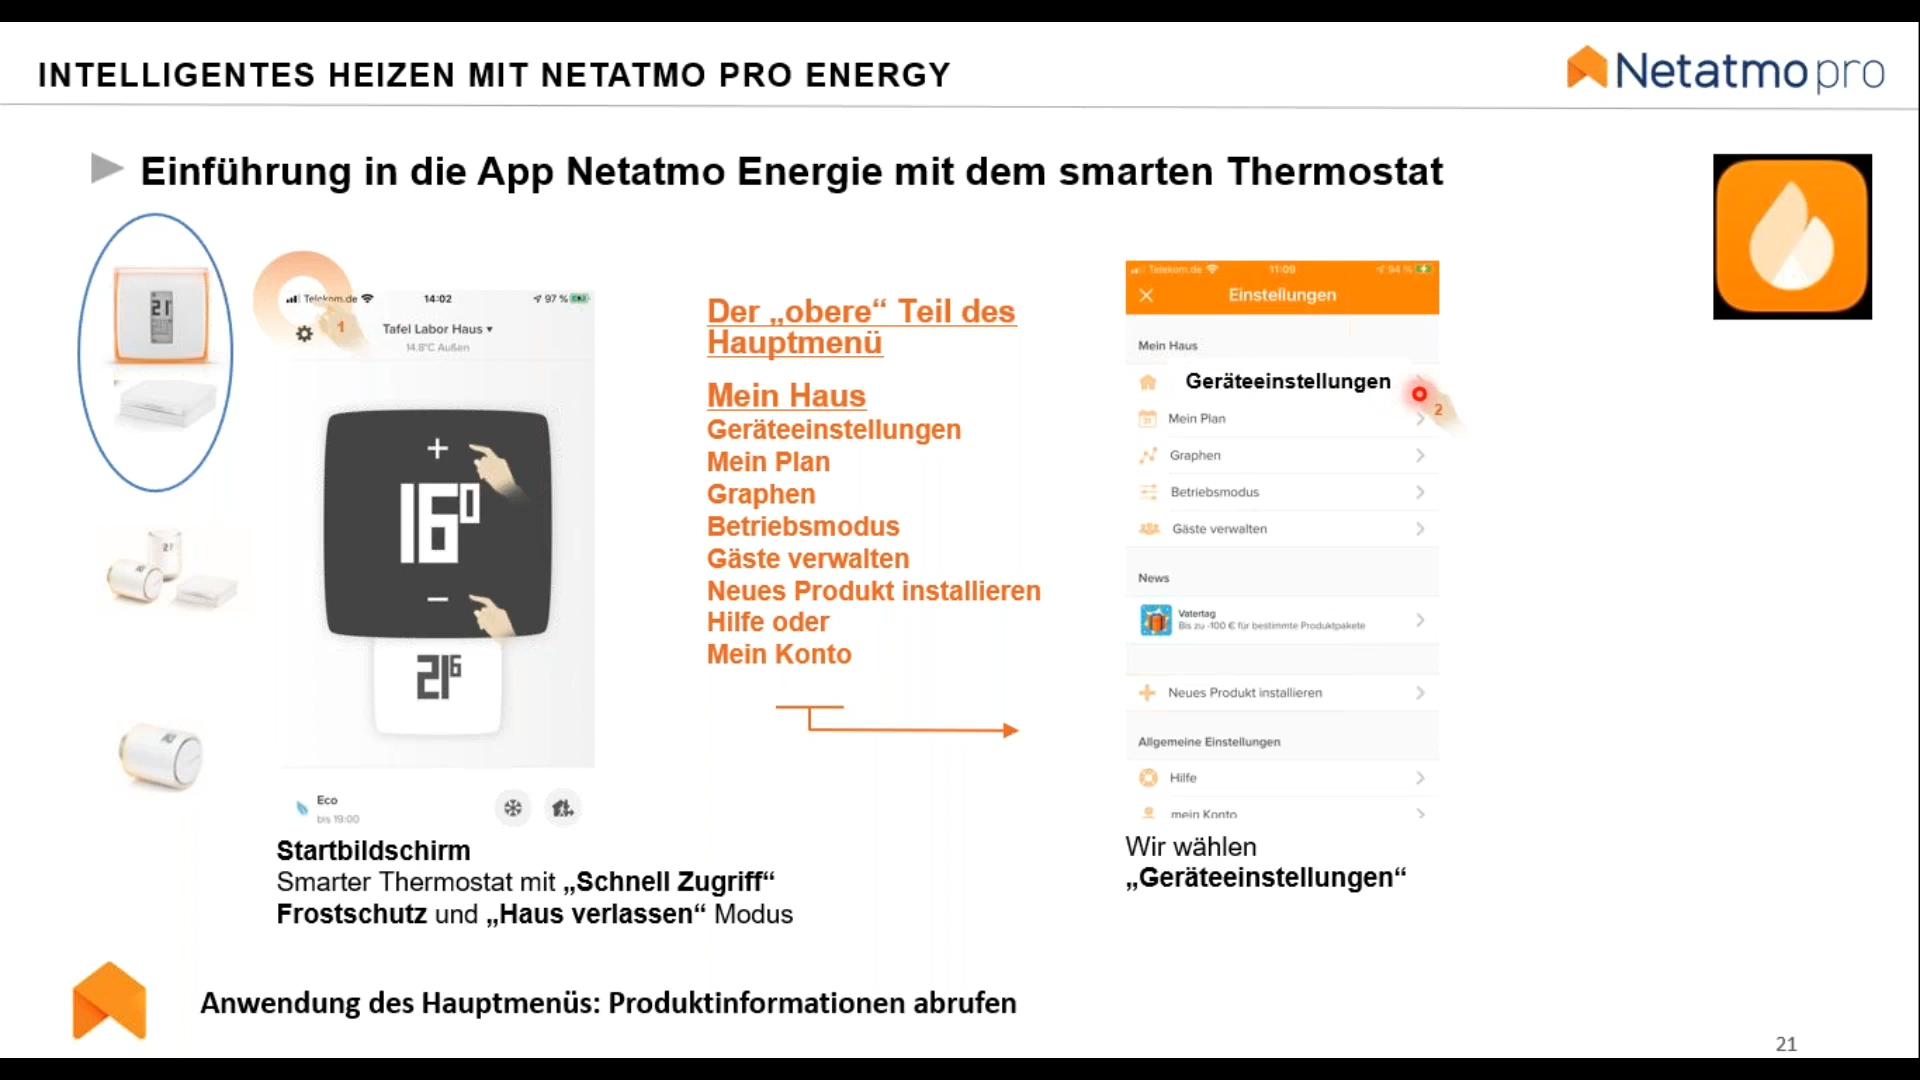 INTELLIGENTES HEIZEN MIT NETATMO PRO ENERGY
Netatmo pro
Einführung in die App Netatmo Energie mit dem smarten Thermostat
21
Telekom.de
14:02
97 %
1
Tafel Labor Haus
14.8°C Außen
+
16⁰
–
21⁶
Eco
bis 19:00
Startbildschirm
Smarter Thermostat mit „Schnell Zugriff“
Frostschutz und „Haus verlassen“ Modus
Der „obere“ Teil des
Hauptmenü
Mein Haus
Geräteeinstellungen
Mein Plan
Graphen
Betriebsmodus
Gäste verwalten
Neues Produkt installieren
Hilfe oder
Mein Konto
Telekom.de
11:09
94 %
Einstellungen
Mein Haus
Geräteeinstellungen
2
Mein Plan
Graphen
Betriebsmodus
Gäste verwalten
News
Vatertag
Bis zu -100 € für bestimmte Produktpakete
Neues Produkt installieren
Allgemeine Einstellungen
Hilfe
mein Konto
Wir wählen
„Geräteeinstellungen“
Anwendung des Hauptmenüs: Produktinformationen abrufen
21